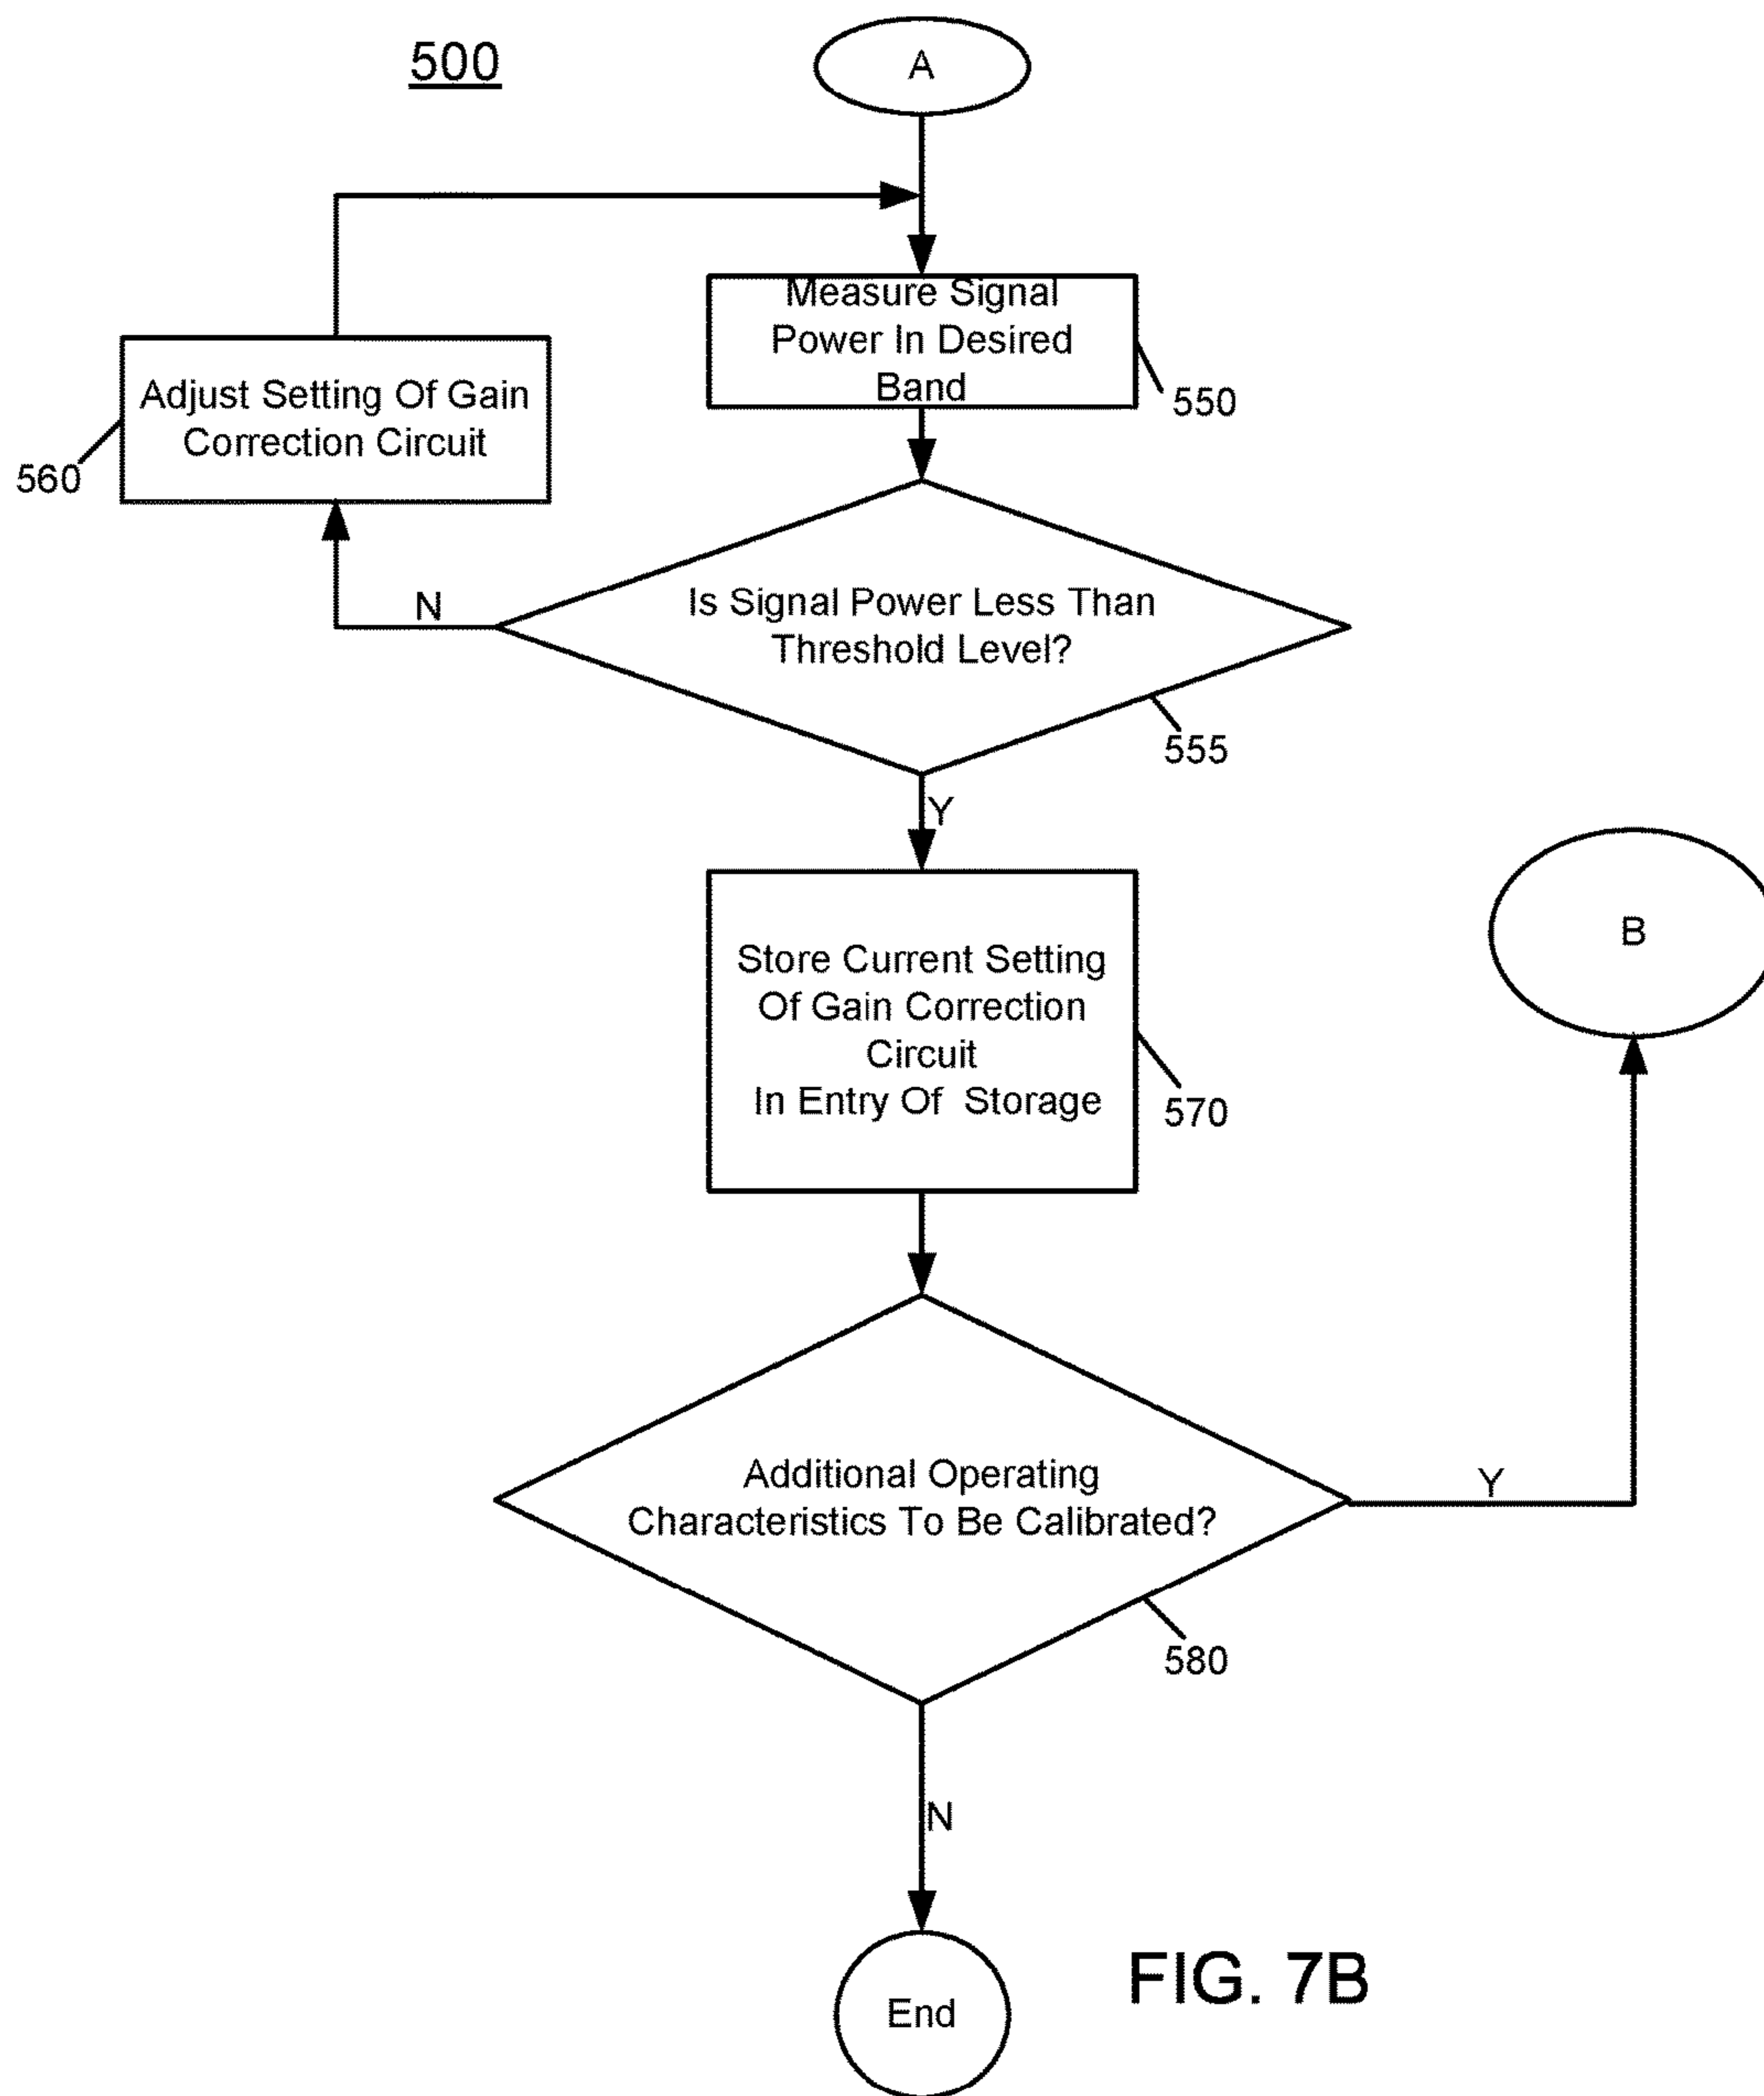 500
A
Measure Signal
Power In Desired
Band
550
Adjust Setting Of Gain
Correction Circuit
560
N
Is Signal Power Less Than
Threshold Level?
555
Y
Store Current Setting
Of Gain Correction
Circuit
In Entry Of Storage
570
B
Additional Operating
Characteristics To Be Calibrated?
Y
580
N
End
FIG. 7B